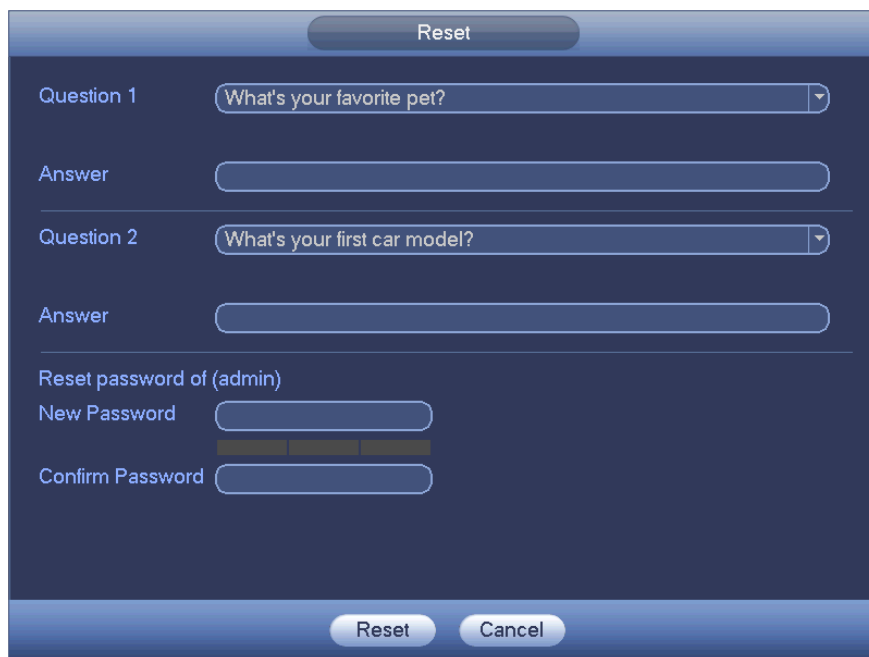 Reset
Question 1 What's your favorite pet?
Answer
Question 2 What's your first car model?
Answer
Reset password of (admin)
New Password
Confirm Password
Reset Cancel